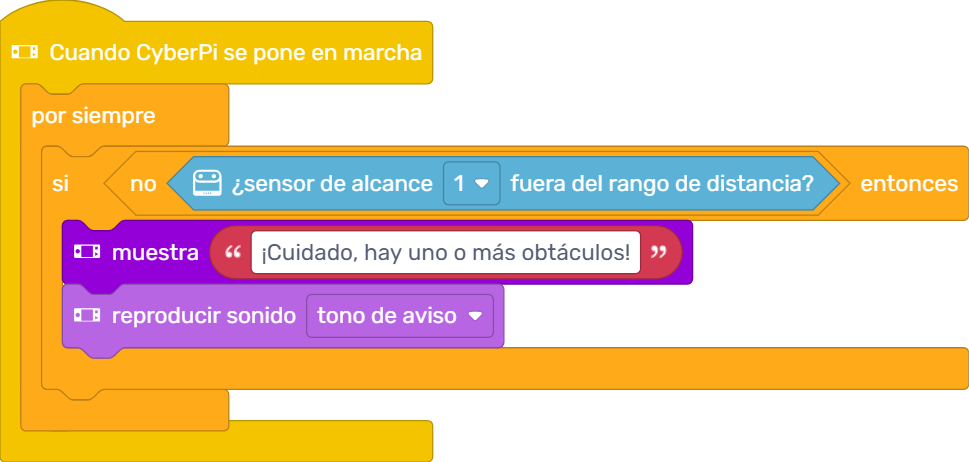 Cuando CyberPi se pone en marcha
por siempre
si no ¿sensor de alcance 1 fuera del rango de distancia? entonces
muestra “ ¡Cuidado, hay uno o más obtáculos! ”
reproducir sonido tono de aviso